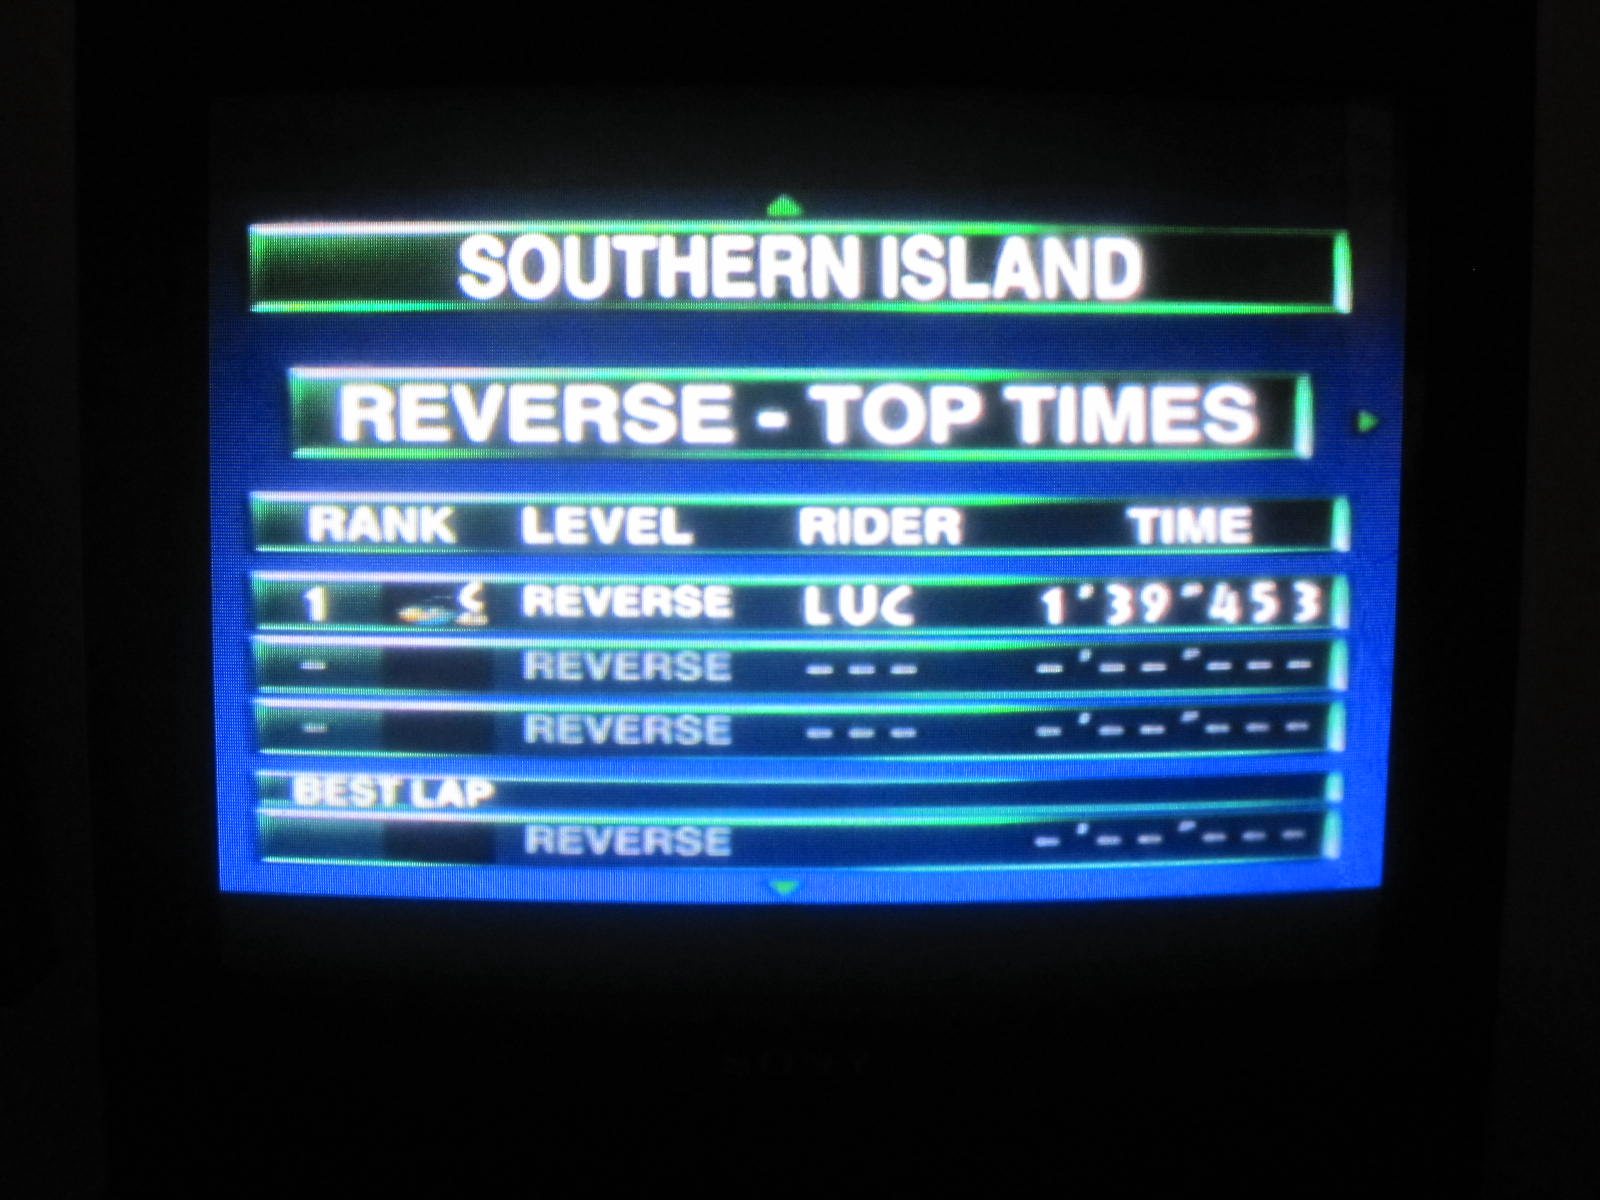 SOUTHERN ISLAND
REVERSE - TOP TIMES
RANK LEVEL RIDER TIME
1 REVERSE LUC 1'39"453
- REVERSE --- -'--"---
- REVERSE --- -'--"---
BEST LAP
REVERSE -'--"---
SONY